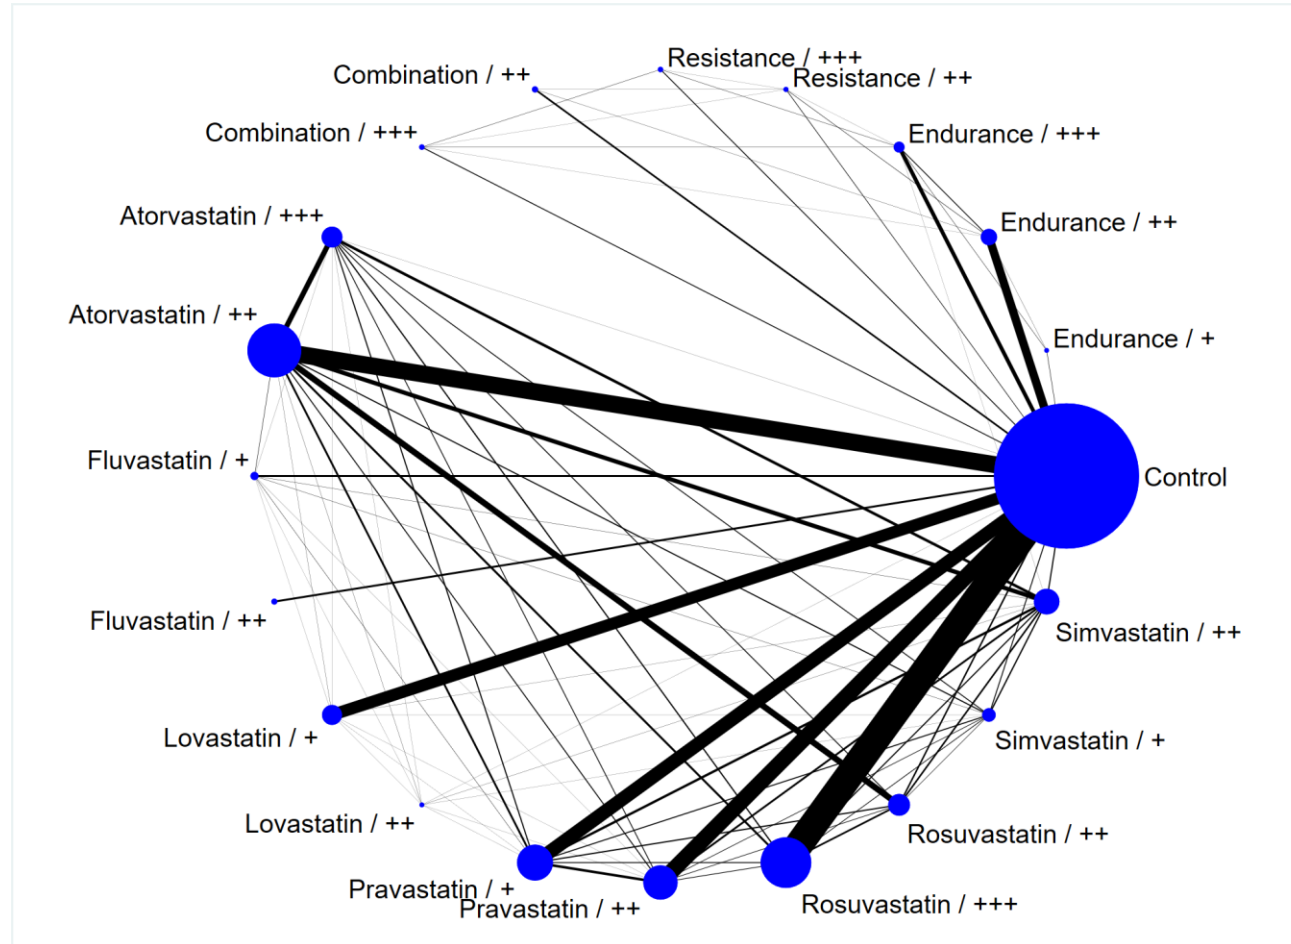 Resistance / +++
Combination / ++
Resistance / ++
Combination / +++
Endurance / +++
Atorvastatin / +++
Endurance / ++
Atorvastatin / ++
Endurance / +
Fluvastatin / +
Control
Fluvastatin / ++
Simvastatin / ++
Lovastatin / +
Simvastatin / +
Lovastatin / ++
Rosuvastatin / ++
Pravastatin / +
Pravastatin / ++
Rosuvastatin / +++